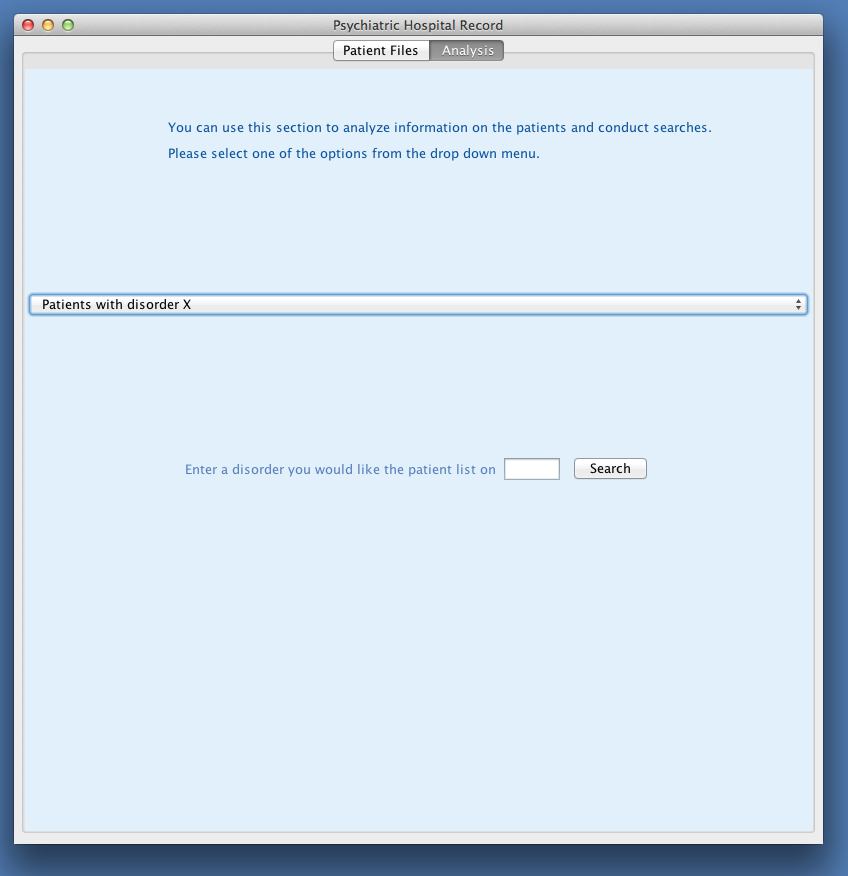 Psychiatric Hospital Record
Patient Files Analysis
You can use this section to analyze information on the patients and conduct searches.
Please select one of the options from the drop down menu.
Patients with disorder X
Enter a disorder you would like the patient list on Search